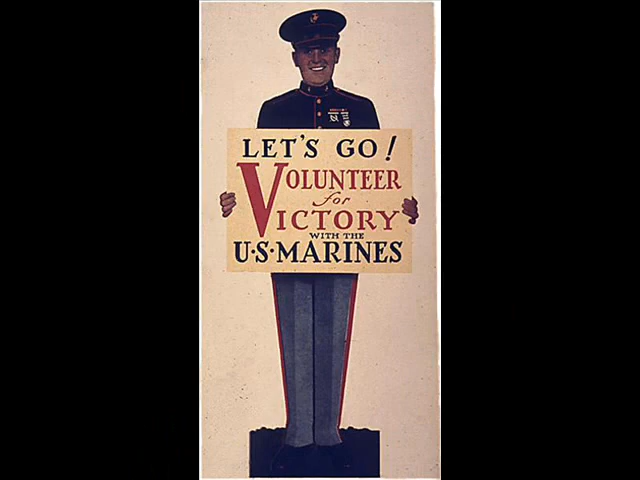 LET'S GO!
VOLUNTEER
for
VICTORY
WITH THE
U·S·MARINES